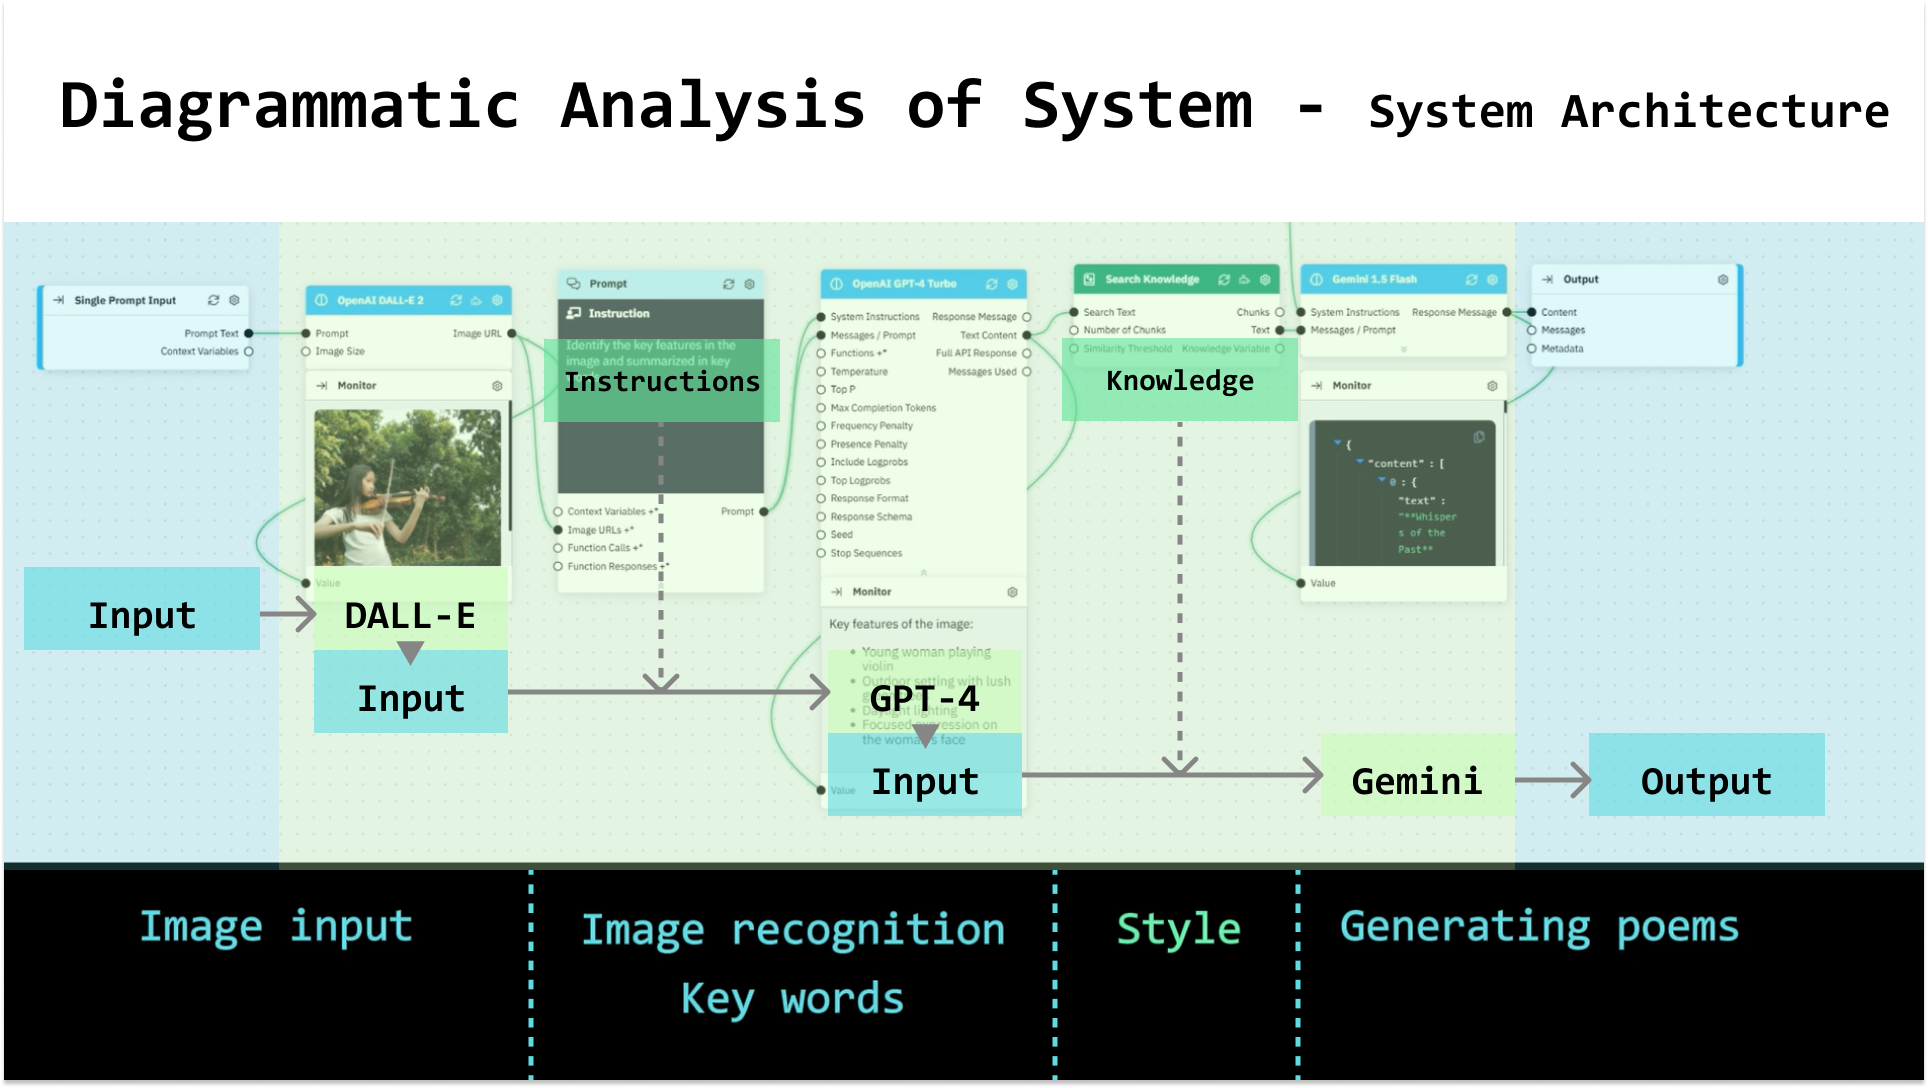 Diagrammatic Analysis of System - System Architecture
Single Prompt Input
Prompt Text
Context Variables
OpenAI DALL-E 2
Prompt
Image URL
Image Size
Monitor
Value
Prompt
Instruction
Identify the key features in the
image and summarized in key
Instructions
Context Variables +*
Prompt
Image URLs +*
Function Calls +*
Function Responses +*
OpenAI GPT-4 Turbo
System Instructions
Response Message
Messages / Prompt
Text Content
Functions +*
Full API Response
Temperature
Messages Used
Top P
Max Completion Tokens
Frequency Penalty
Presence Penalty
Include Logprobs
Top Logprobs
Response Format
Response Schema
Seed
Stop Sequences
Monitor
Key features of the image:
• Young woman playing
violin
• Outdoor setting with lush
• Daylight lighting
• Focused expression on
the woman's face
Value
Search Knowledge
Search Text
Chunks
Number of Chunks
Text
Similarity Threshold
Knowledge Variable
Knowledge
Gemini 1.5 Flash
System Instructions
Response Message
Messages / Prompt
Monitor
{
"content" : [
0 : {
"text" :
"**Whisper
s of the
Past**
Value
Output
Content
Messages
Metadata
Input
DALL-E
Input
GPT-4
Input
Gemini
Output
Image input
Image recognition
Key words
Style
Generating poems